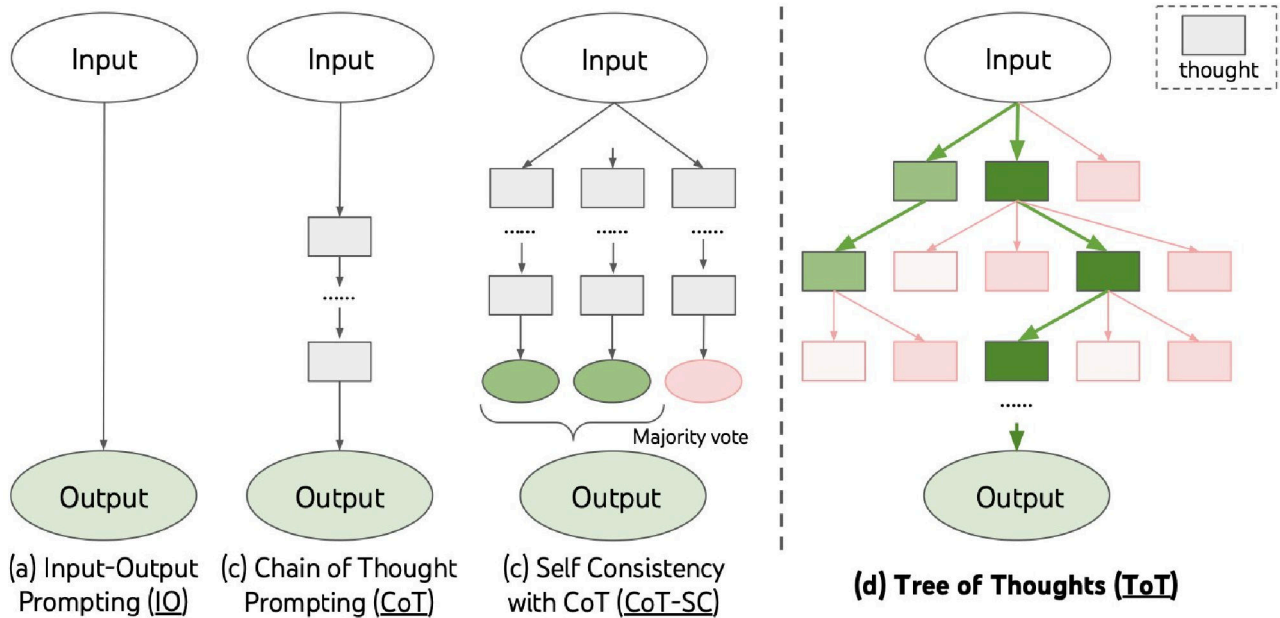 Input
Input
Input
Input
thought
......
......
......
......
......
Majority vote
Output
Output
Output
Output
(a) Input-Output
Prompting (IO)
(c) Chain of Thought
Prompting (CoT)
(c) Self Consistency
with CoT (CoT-SC)
(d) Tree of Thoughts (ToT)